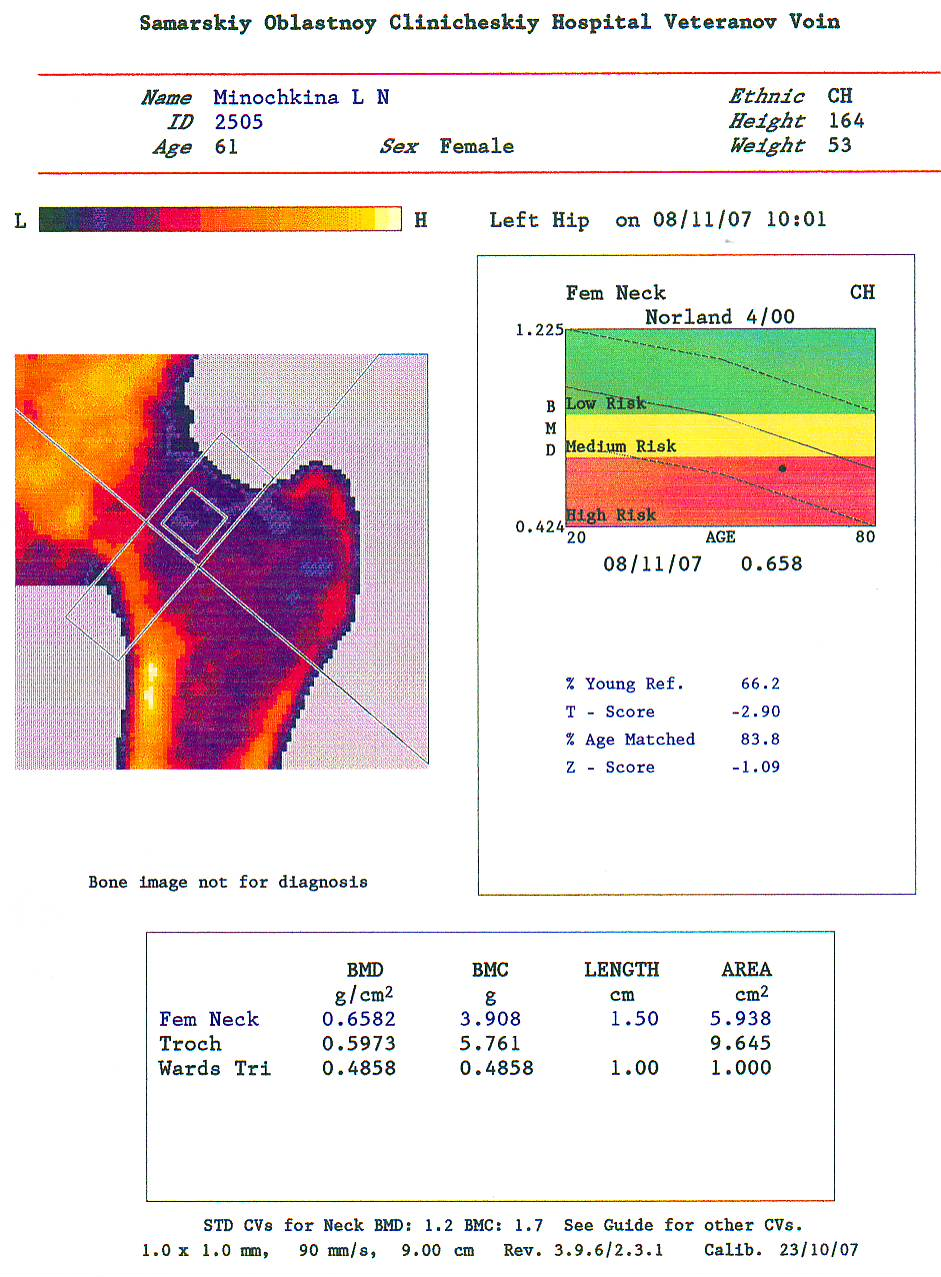 Samarskiy Oblastnoy Clinicheskiy Hospital Veteranov Voin
Name Minochkina L N Ethnic CH
ID 2505 Height 164
Age 61 Sex Female Weight 53
L H Left Hip on 08/11/07 10:01
Fem Neck CH
Norland 4/00
1.225
B Low Risk
M
D Medium Risk
High Risk
0.424
20 AGE 80
08/11/07 0.658
% Young Ref. 66.2
T - Score -2.90
% Age Matched 83.8
Z - Score -1.09
Bone image not for diagnosis
BMD BMC LENGTH AREA
g/cm2 g cm cm2
Fem Neck 0.6582 3.908 1.50 5.938
Troch 0.5973 5.761 9.645
Wards Tri 0.4858 0.4858 1.00 1.000
STD CVs for Neck BMD: 1.2 BMC: 1.7 See Guide for other CVs.
1.0 x 1.0 mm, 90 mm/s, 9.00 cm Rev. 3.9.6/2.3.1 Calib. 23/10/07